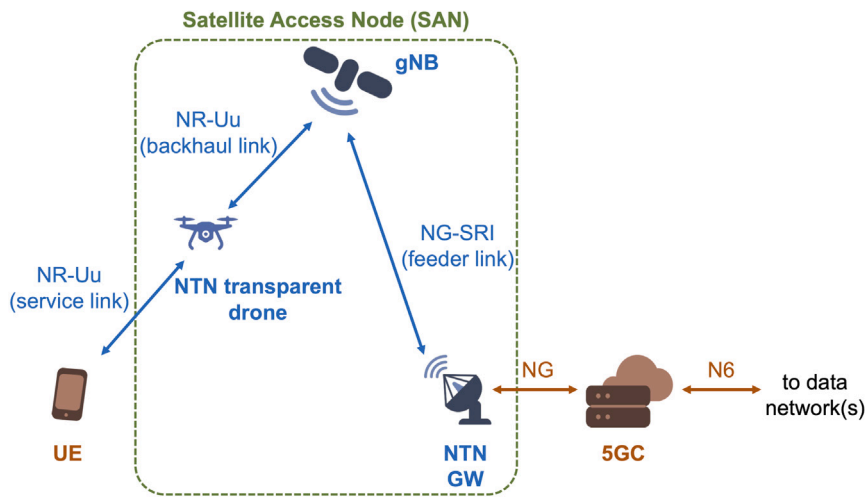 Satellite Access Node (SAN)
gNB
NR-Uu
(backhaul link)
NR-Uu
(service link)
NTN transparent
drone
NG-SRI
(feeder link)
UE
NTN
GW
NG
5GC
N6
to data
network(s)